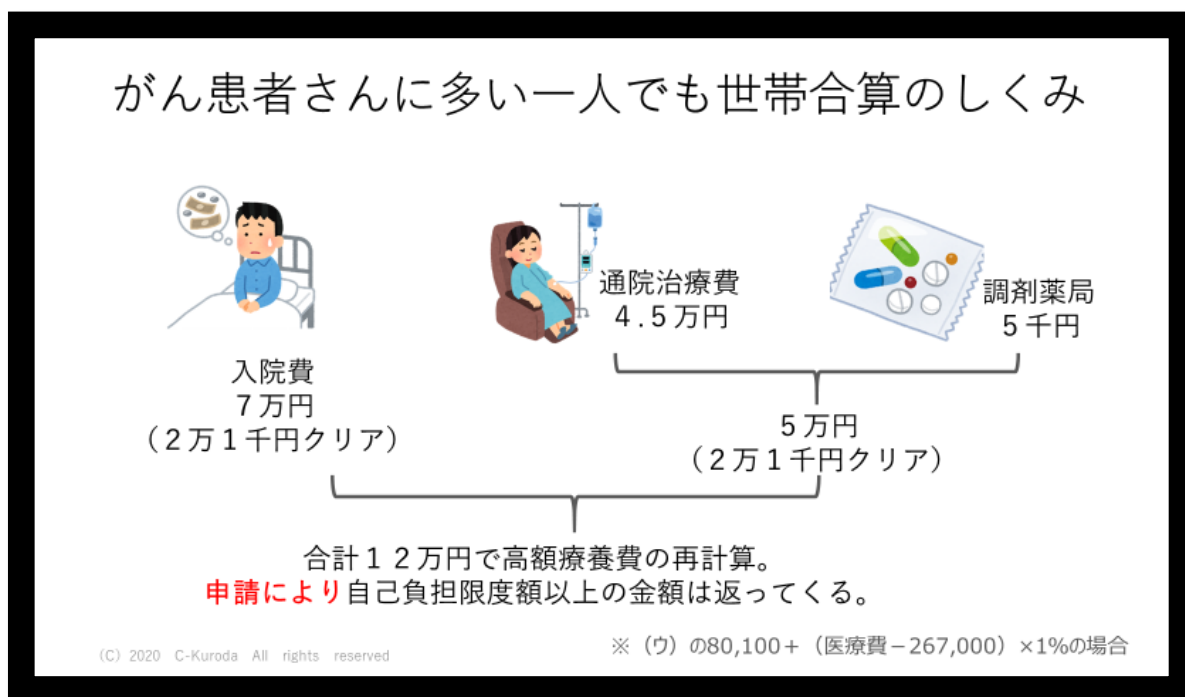 がん患者さんに多い一人でも世帯合算のしくみ
通院治療費
４.５万円
調剤薬局
５千円
入院費
７万円
（２万１千円クリア）
５万円
（２万１千円クリア）
合計１２万円で高額療養費の再計算。
申請により自己負担限度額以上の金額は返ってくる。
※（ウ）の80,100＋（医療費－267,000）×1%の場合
(C) 2020 C-Kuroda All rights reserved